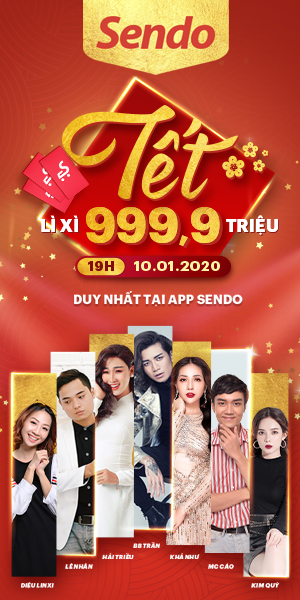 Sendo
Tết
LÌ XÌ 999,9 TRIỆU
19H 10.01.2020
DUY NHẤT TẠI APP SENDO
BB TRẦN
HẢI TRIỀU KHẢ NHƯ
LÊ NHÂN MC CÁO
DIỆU LINXI KIM QUÝ